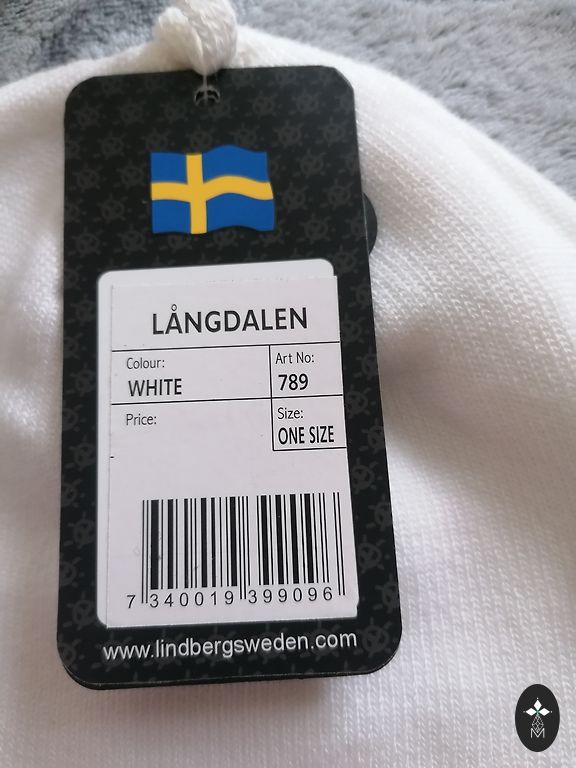 LÅNGDALEN
Colour:
WHITE
Art No:
789
Price:
Size:
ONE SIZE
7 340019 399096
www.lindbergsweden.com
M